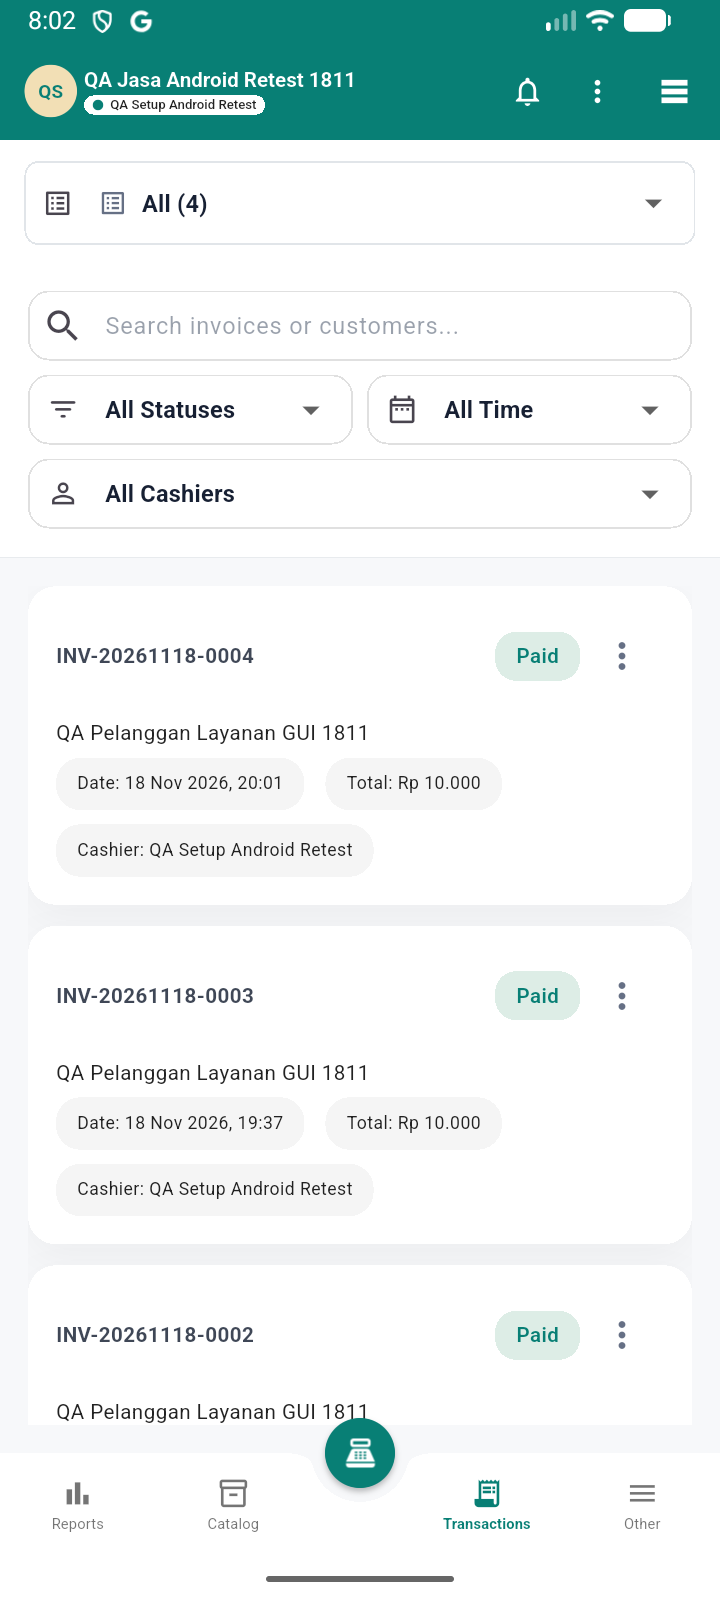 8:02
QS
QA Jasa Android Retest 1811
QA Setup Android Retest
All (4)
Search invoices or customers...
All Statuses
All Time
All Cashiers
INV-20261118-0004
Paid
QA Pelanggan Layanan GUI 1811
Date: 18 Nov 2026, 20:01
Total: Rp 10.000
Cashier: QA Setup Android Retest
INV-20261118-0003
Paid
QA Pelanggan Layanan GUI 1811
Date: 18 Nov 2026, 19:37
Total: Rp 10.000
Cashier: QA Setup Android Retest
INV-20261118-0002
Paid
QA Pelanggan Layanan GUI 1811
Reports
Catalog
Transactions
Other